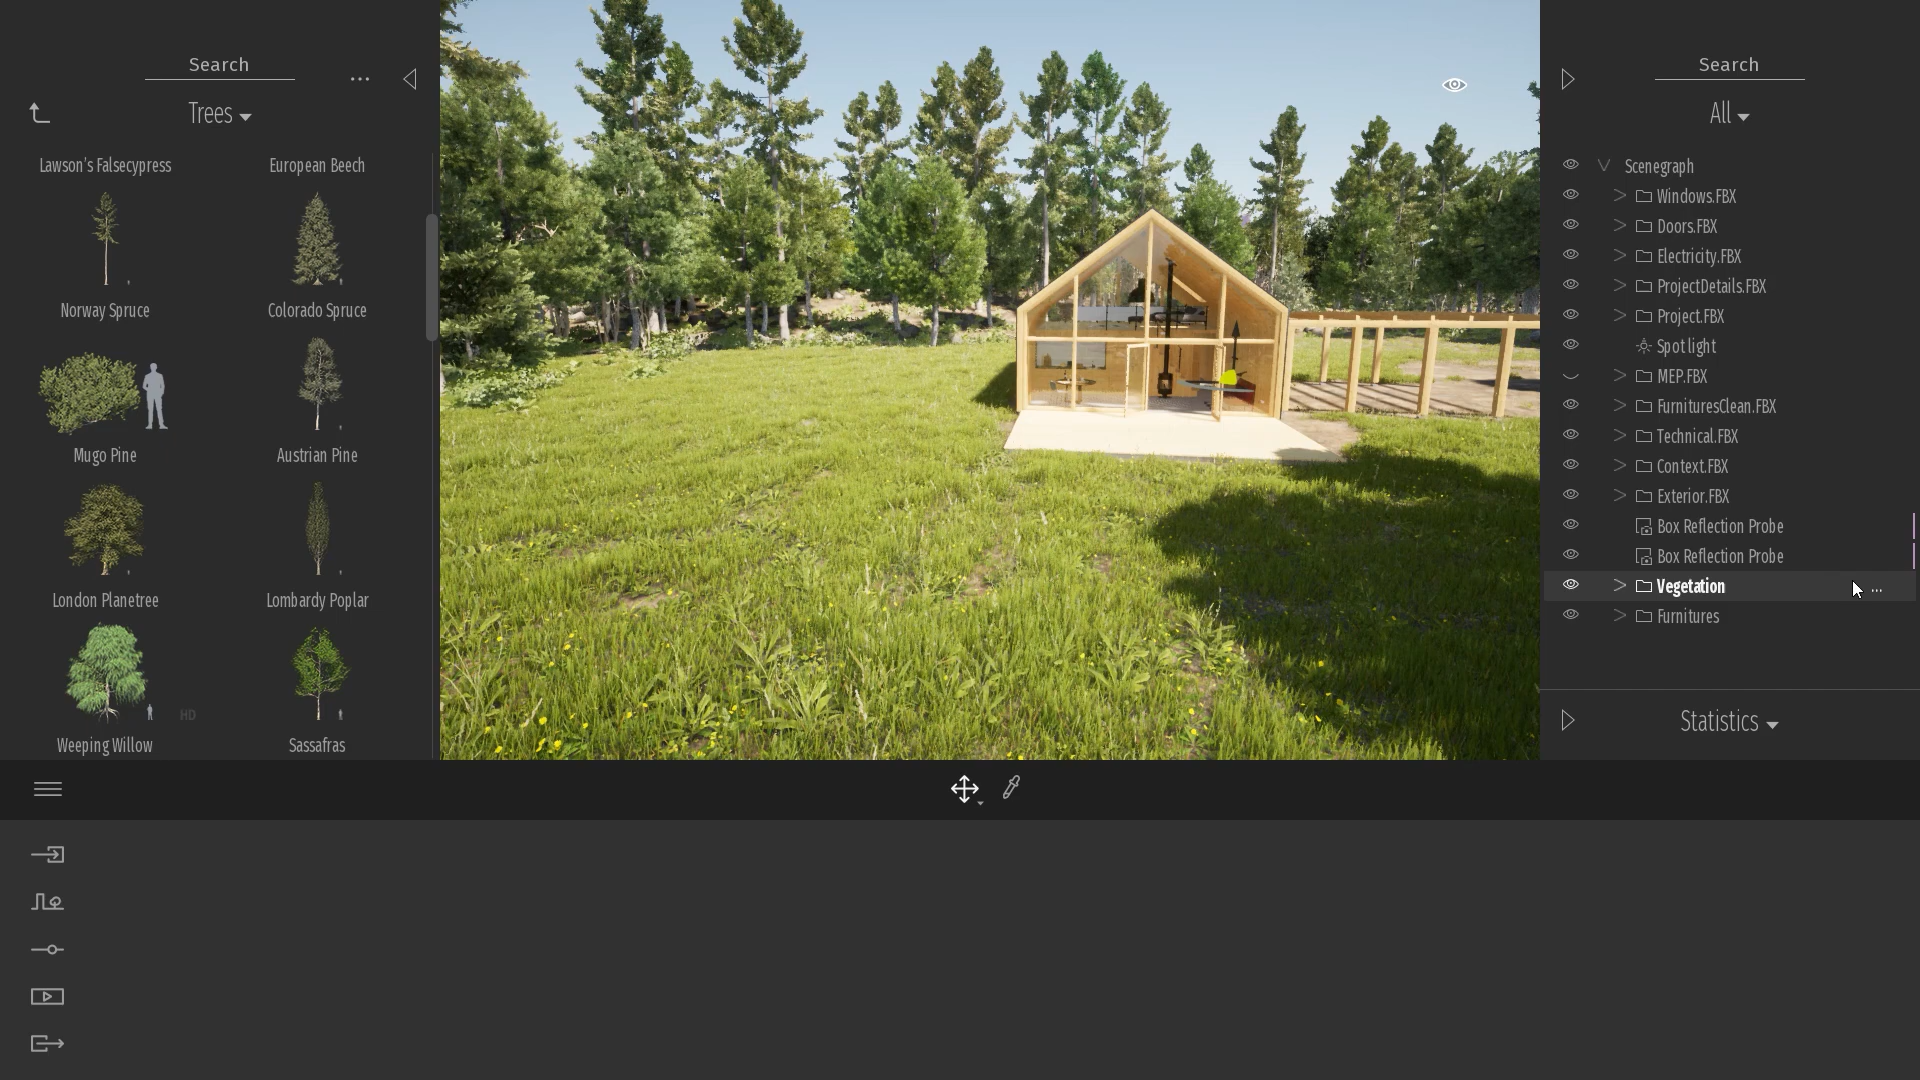 Search
...
Trees
Lawson's Falsecypress
European Beech
Norway Spruce
Colorado Spruce
Mugo Pine
Austrian Pine
London Planetree
Lombardy Poplar
HD
Weeping Willow
Sassafras
Search
All
Scenegraph
Windows.FBX
Doors.FBX
Electricity.FBX
ProjectDetails.FBX
Project.FBX
Spot light
MEP.FBX
FurnituresClean.FBX
Technical.FBX
Context.FBX
Exterior.FBX
Box Reflection Probe
Box Reflection Probe
Vegetation
...
Furnitures
Statistics